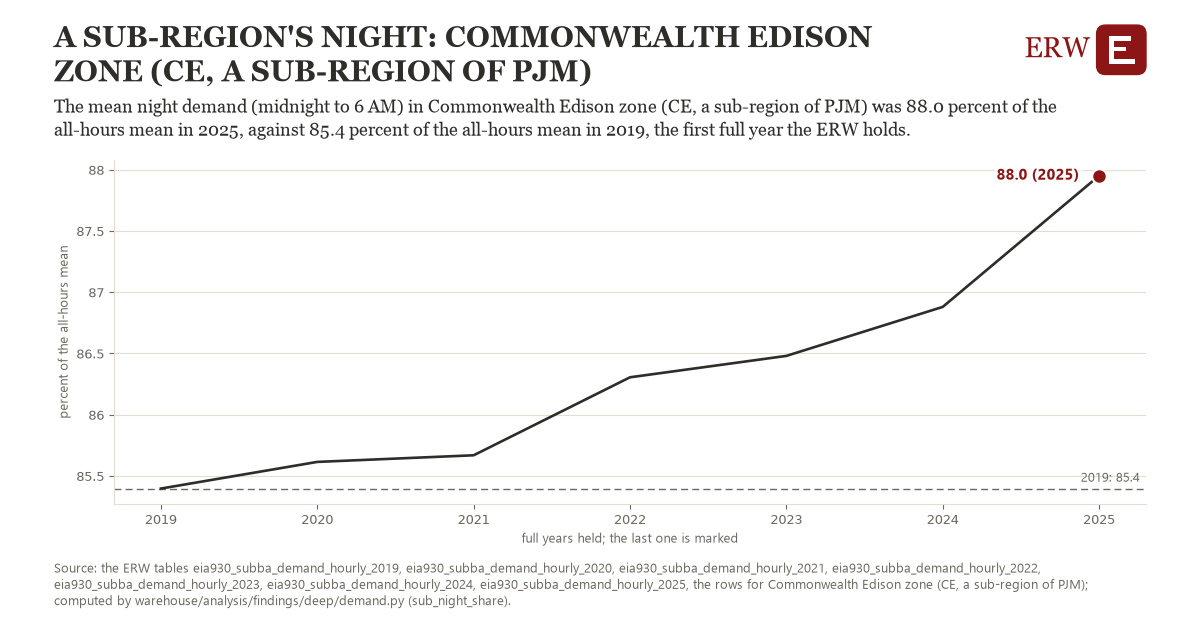 A SUB-REGION'S NIGHT: COMMONWEALTH EDISON
ZONE (CE, A SUB-REGION OF PJM)
ERW
E
The mean night demand (midnight to 6 AM) in Commonwealth Edison zone (CE, a sub-region of PJM) was 88.0 percent of the
all-hours mean in 2025, against 85.4 percent of the all-hours mean in 2019, the first full year the ERW holds.
88
87.5
87
86.5
86
85.5
percent of the all-hours mean
88.0 (2025)
2019: 85.4
2019 2020 2021 2022 2023 2024 2025
full years held; the last one is marked
Source: the ERW tables eia930_subba_demand_hourly_2019, eia930_subba_demand_hourly_2020, eia930_subba_demand_hourly_2021, eia930_subba_demand_hourly_2022,
eia930_subba_demand_hourly_2023, eia930_subba_demand_hourly_2024, eia930_subba_demand_hourly_2025, the rows for Commonwealth Edison zone (CE, a sub-region of PJM);
computed by warehouse/analysis/findings/deep/demand.py (sub_night_share).